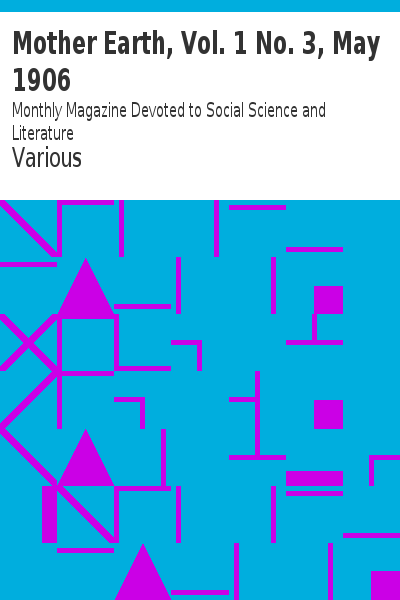 Mother Earth, Vol. 1 No. 3, May
1906
Monthly Magazine Devoted to Social Science and
Literature
Various